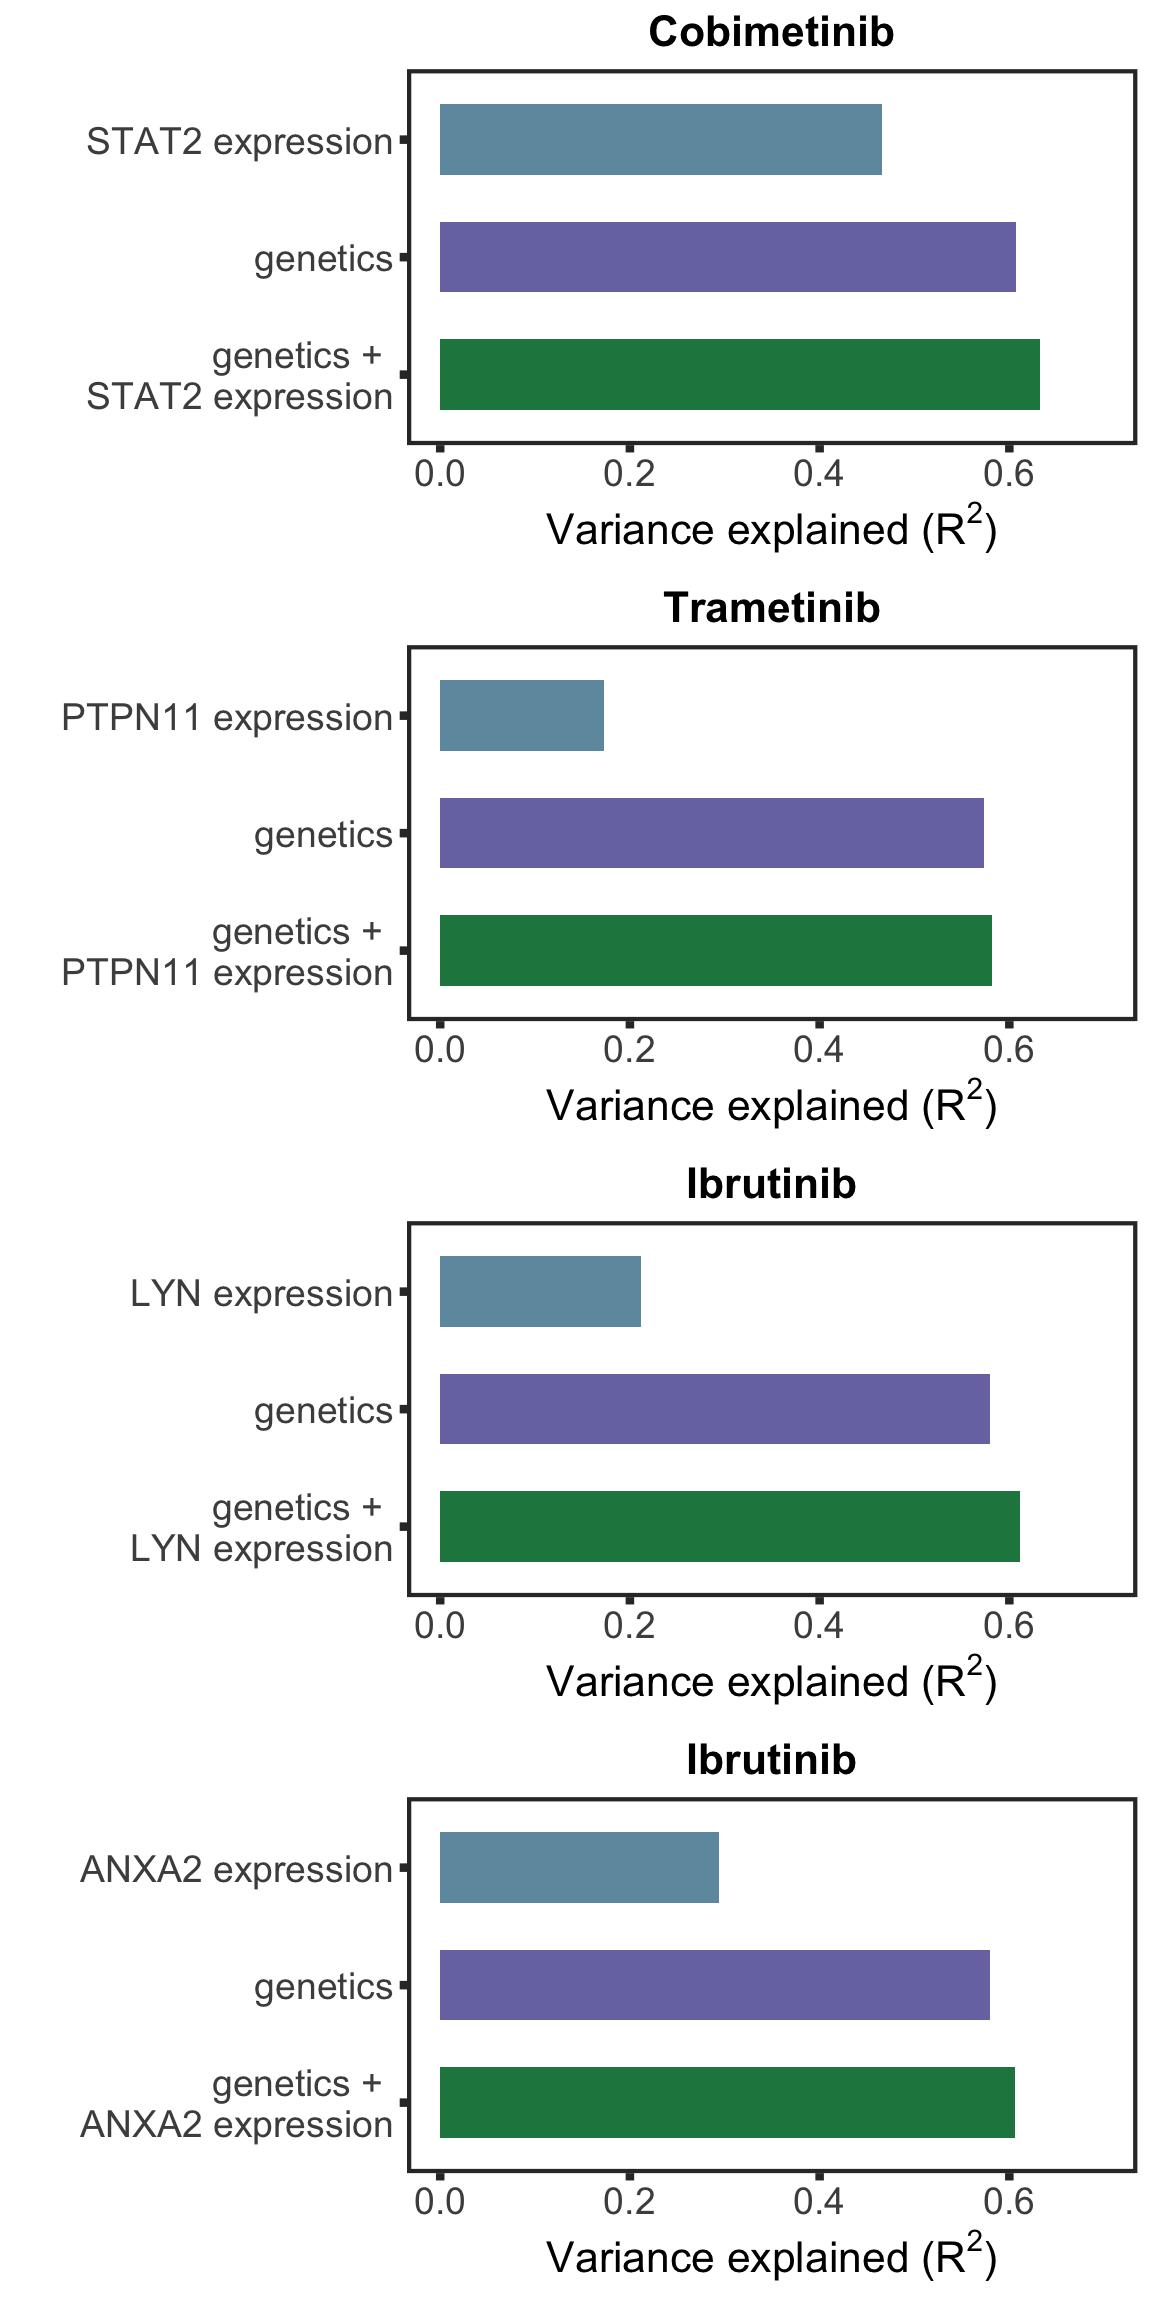 Cobimetinib
STAT2 expression
genetics
genetics +
STAT2 expression
0.0 0.2 0.4 0.6
Variance explained (R²)
Trametinib
PTPN11 expression
genetics
genetics +
PTPN11 expression
0.0 0.2 0.4 0.6
Variance explained (R²)
Ibrutinib
LYN expression
genetics
genetics +
LYN expression
0.0 0.2 0.4 0.6
Variance explained (R²)
Ibrutinib
ANXA2 expression
genetics
genetics +
ANXA2 expression
0.0 0.2 0.4 0.6
Variance explained (R²)